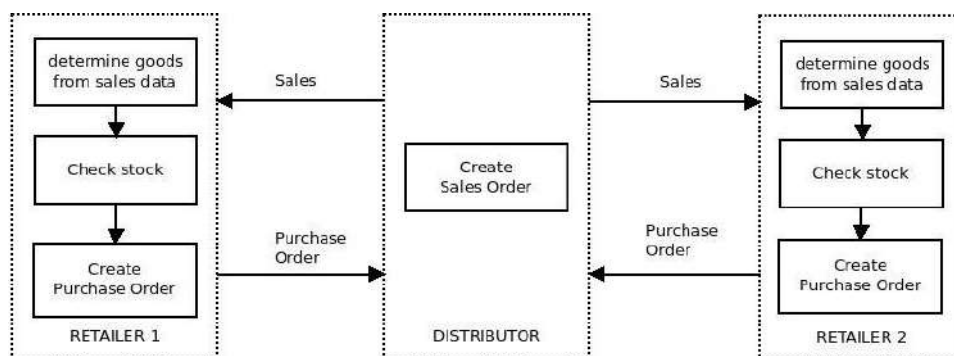 determine goods
from sales data
Check stock
Create
Purchase Order
RETAILER 1
Sales
Purchase
Order
Create
Sales Order
DISTRIBUTOR
Sales
Purchase
Order
determine goods
from sales data
Check stock
Create
Purchase Order
RETAILER 2